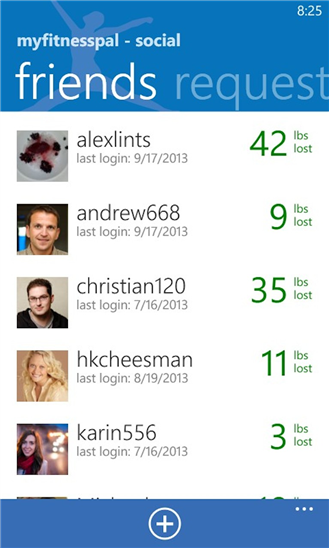 8:25
myfitnesspal - social
friends request
alexlints
last login: 9/17/2013
42 lbs lost
andrew668
last login: 9/17/2013
9 lbs lost
christian120
last login: 7/16/2013
35 lbs lost
hkcheesman
last login: 8/19/2013
11 lbs lost
karin556
last login: 7/16/2013
3 lbs lost